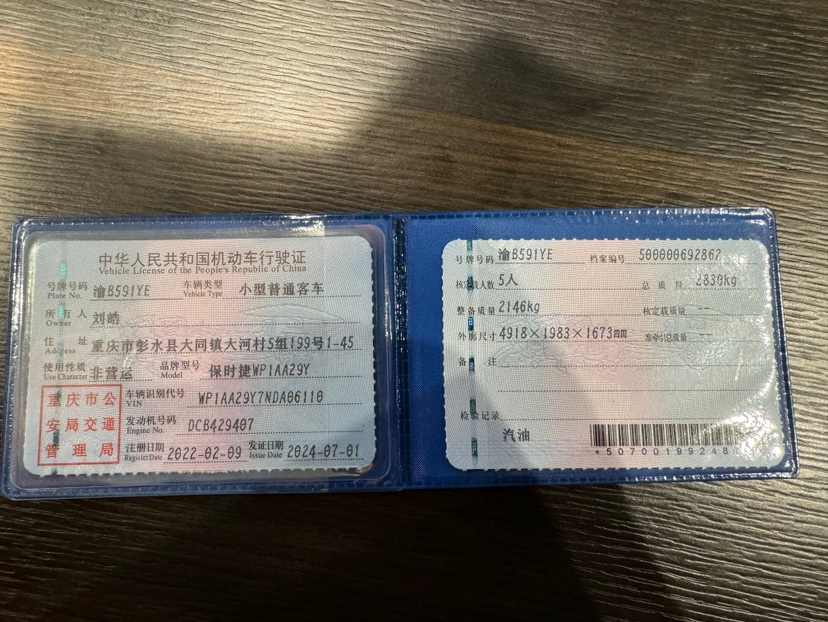 中华人民共和国机动车行驶证
Vehicle License of the People's Republic of China
号牌号码 渝B591YE 车辆类型 小型普通客车
Plate No. Vehicle Type
所有人 刘皓
Owner
住址 重庆市彭水县大同镇大河村5组199号1-45
Address
使用性质 非营运 品牌型号 保时捷WP1AA29Y
Use Character Model
重庆市公安局交通管理局
车辆识别代号 WP1AA29Y7NDA06110
VIN
发动机号码 DCB429407
Engine No.
注册日期 2022-02-09 发证日期 2024-07-01
Register Date Issue Date
号牌号码 渝B591YE 档案编号 500000692862
核定载人数 5人 总质量 2830kg
整备质量 2146kg 核定载质量 --
外廓尺寸 4918×1983×1673mm 准牵引总质量 --
备注
检验记录
汽油